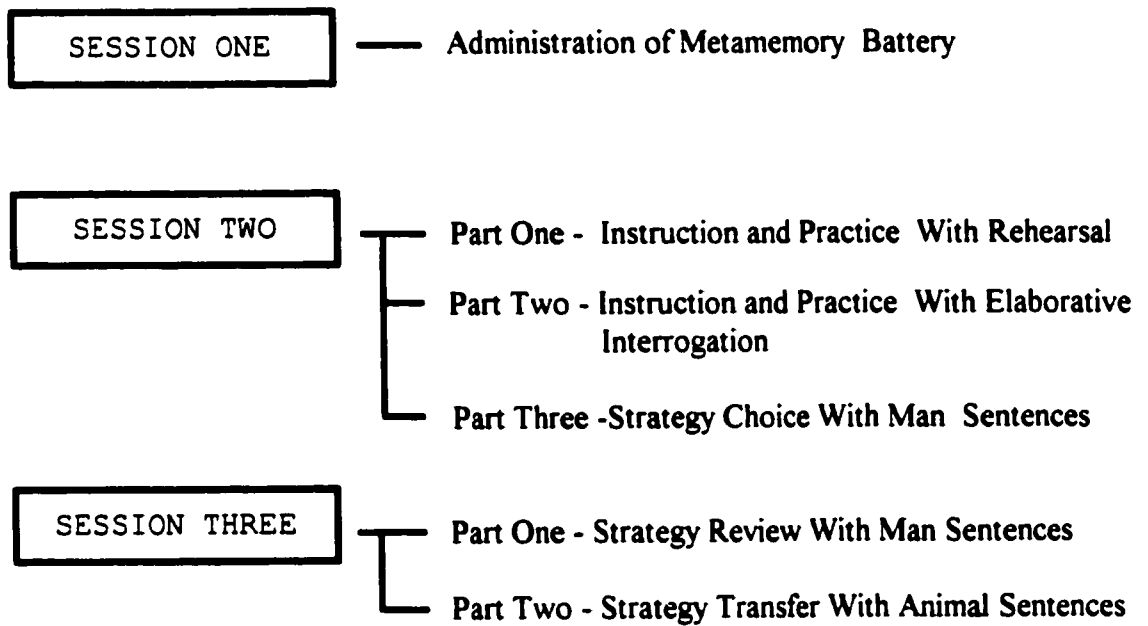 SESSION ONE
Administration of Metamemory Battery
SESSION TWO
Part One - Instruction and Practice With Rehearsal
Part Two - Instruction and Practice With Elaborative
Interrogation
Part Three -Strategy Choice With Man Sentences
SESSION THREE
Part One - Strategy Review With Man Sentences
Part Two - Strategy Transfer With Animal Sentences